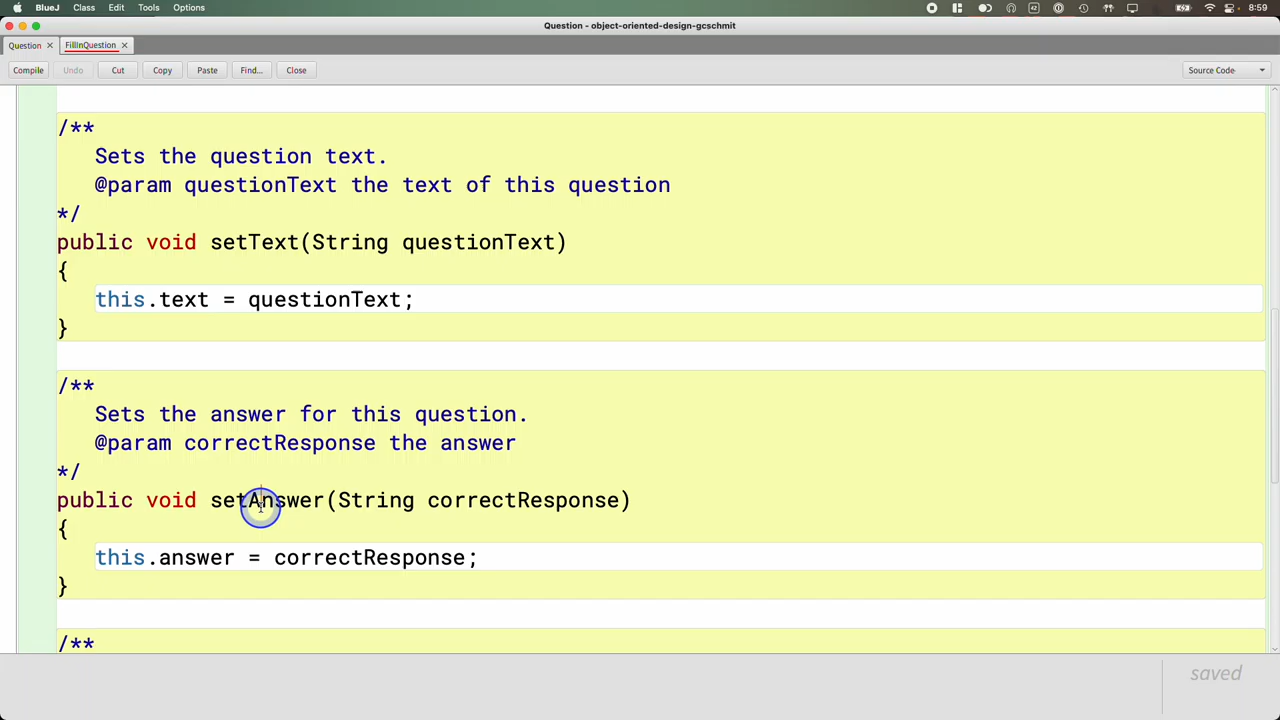 BlueJ Class Edit Tools Options 8:59
Question - object-oriented-design-gcschmit
Question × FillInQuestion ×
Compile Undo Cut Copy Paste Find... Close Source Code
/**
Sets the question text.
@param questionText the text of this question
*/
public void setText(String questionText)
{
this.text = questionText;
}
/**
Sets the answer for this question.
@param correctResponse the answer
*/
public void setAnswer(String correctResponse)
{
this.answer = correctResponse;
}
/**
saved